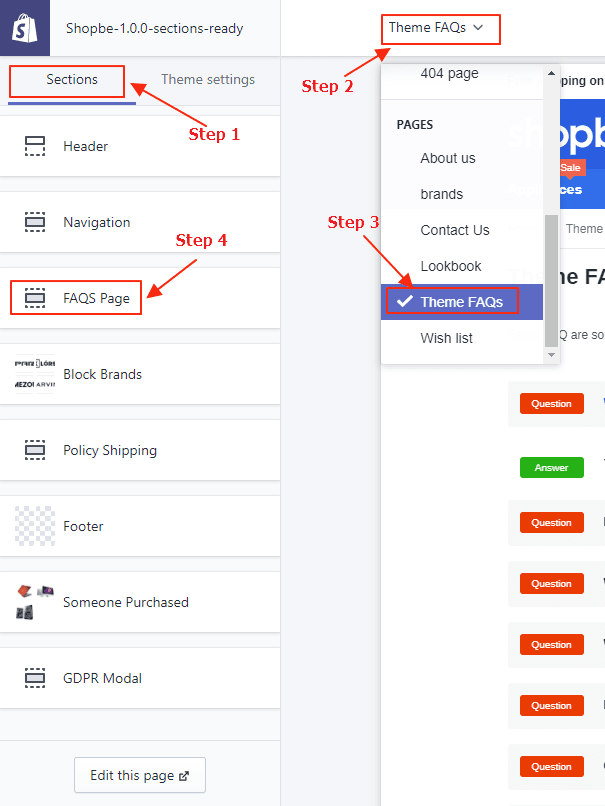 Shopbe-1.0.0-sections-ready
Theme FAQs
Step 2
Sections
Theme settings
Step 1
Header
Navigation
Step 4
FAQS Page
Block Brands
Policy Shipping
Footer
Someone Purchased
GDPR Modal
Edit this page
404 page
PAGES
About us
brands
Contact Us
Step 3
Lookbook
Theme FAQs
Wish list
ping on
shopb
Sale
ces
Theme
e FA
Q are so
Question
Answer
Question
Question
Question
Question
Question